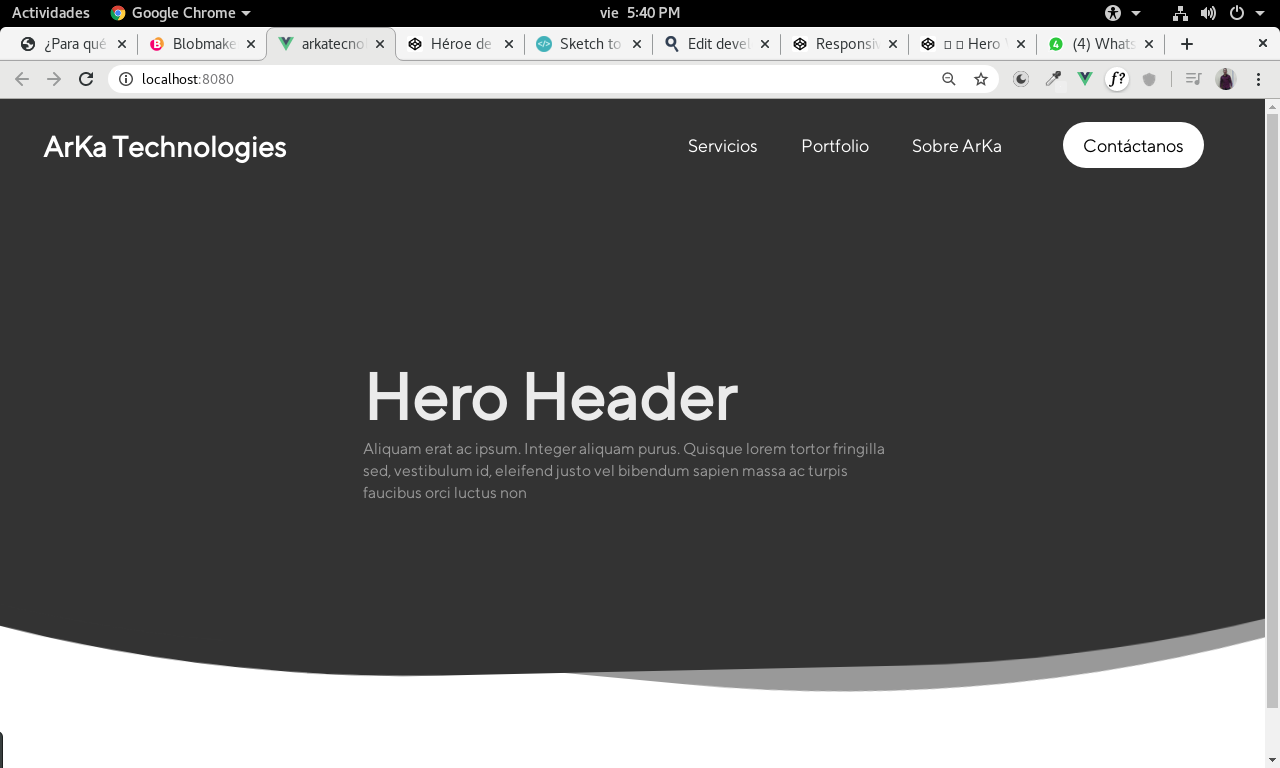 Actividades Google Chrome vie 5:40 PM
¿Para qué Blobmake arkatecno Héroe de Sketch to Edit devel Responsiv Hero (4) Whats
localhost:8080 f?
ArKa Technologies Servicios Portfolio Sobre ArKa Contáctanos
Hero Header
Aliquam erat ac ipsum. Integer aliquam purus. Quisque lorem tortor fringilla
sed, vestibulum id, eleifend justo vel bibendum sapien massa ac turpis
faucibus orci luctus non